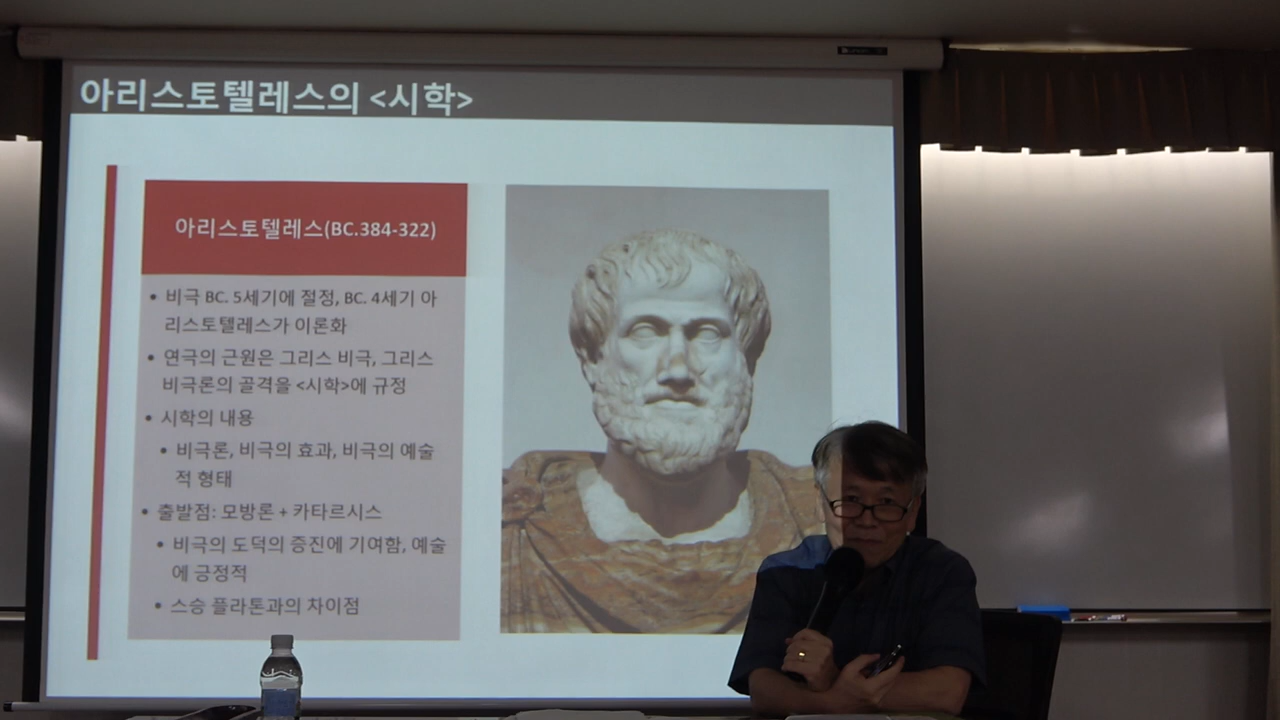 아리스토텔레스의 <시학>
아리스토텔레스(BC.384-322)
• 비극 BC. 5세기에 절정, BC. 4세기 아
리스토텔레스가 이론화
• 연극의 근원은 그리스 비극, 그리스
비극론의 골격을 <시학>에 규정
• 시학의 내용
• 비극론, 비극의 효과, 비극의 예술
적 형태
• 출발점: 모방론 + 카타르시스
• 비극의 도덕의 증진에 기여함, 예술
에 긍정적
• 스승 플라톤과의 차이점